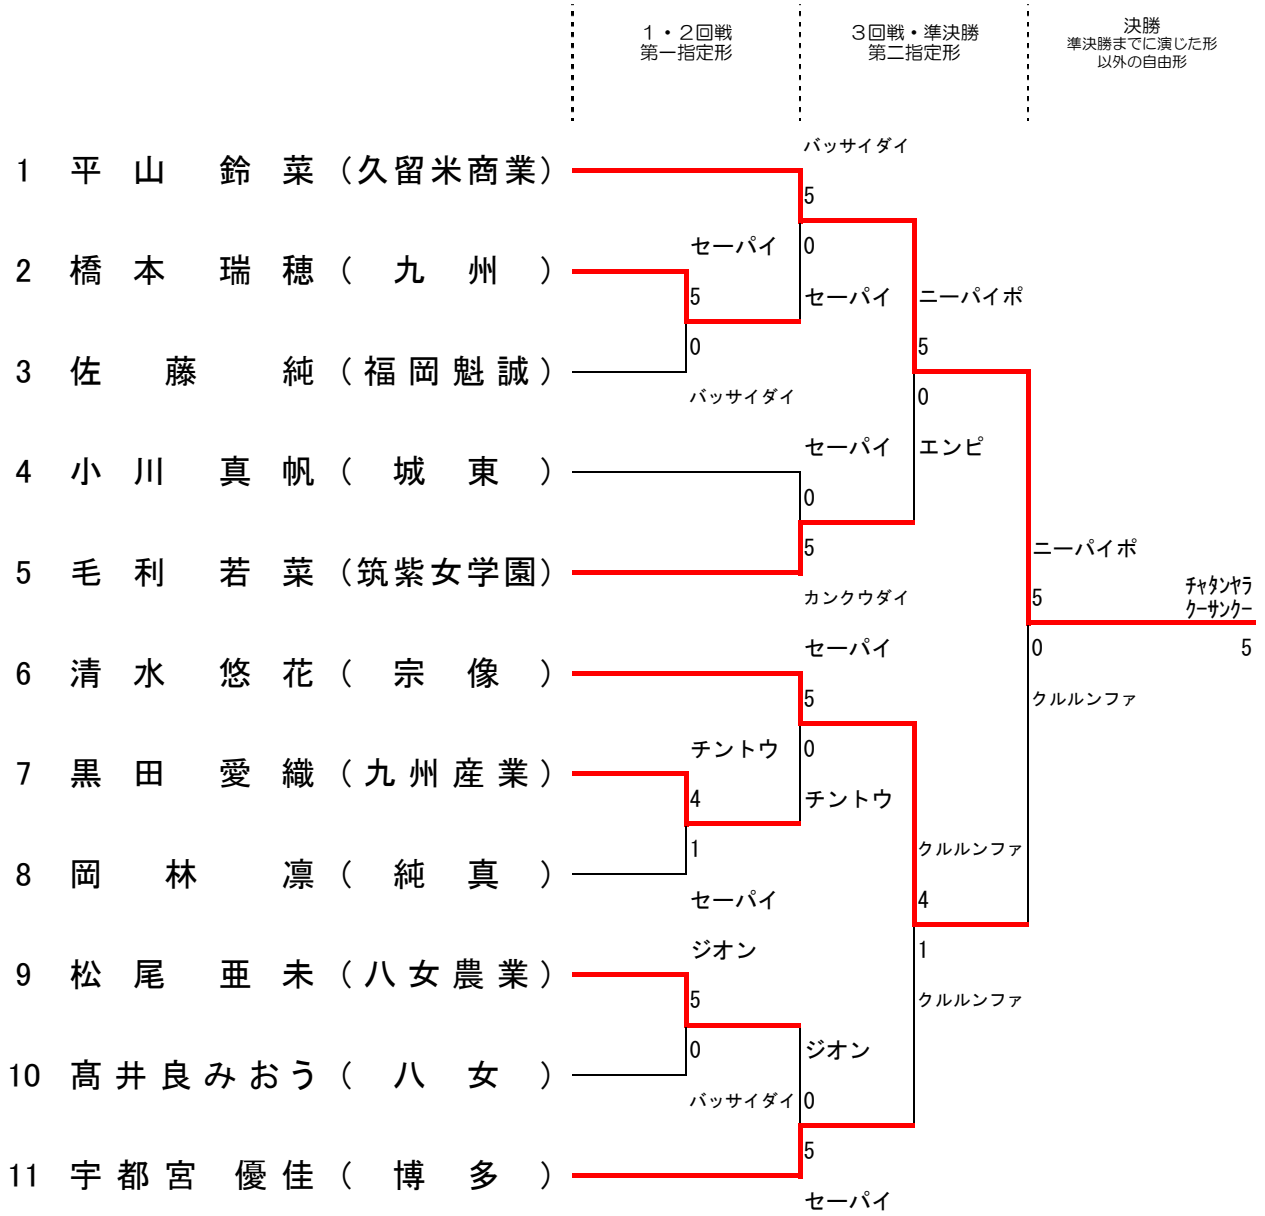 1・2回戦
第一指定形
3回戦・準決勝
第二指定形
決勝
準決勝までに演じた形
以外の自由形
バッサイダイ
1 平山 鈴菜 (久留米商業)
5
セーパイ 0
2 橋本 瑞穂 (九州)
5 セーパイ ニーパイポ
0 5
3 佐藤 純 (福岡魁誠)
バッサイダイ 0
セーパイ エンピ
4 小川 真帆 (城東)
0
5 ニーパイポ
5 毛利 若菜 (筑紫女学園)
カンクウダイ 5 チャタンヤラ
クーサンクー
セーパイ 0 5
6 清水 悠花 (宗像)
5 クルルンファ
チントウ 0
7 黒田 愛織 (九州産業)
4 チントウ
1 クルルンファ
8 岡林 凛 (純真)
セーパイ 4
ジオン 1
9 松尾 亜未 (八女農業)
5 クルルンファ
0 ジオン
10 髙井良みおう (八女)
バッサイダイ 0
5
11 宇都宮 優佳 (博多)
セーパイ